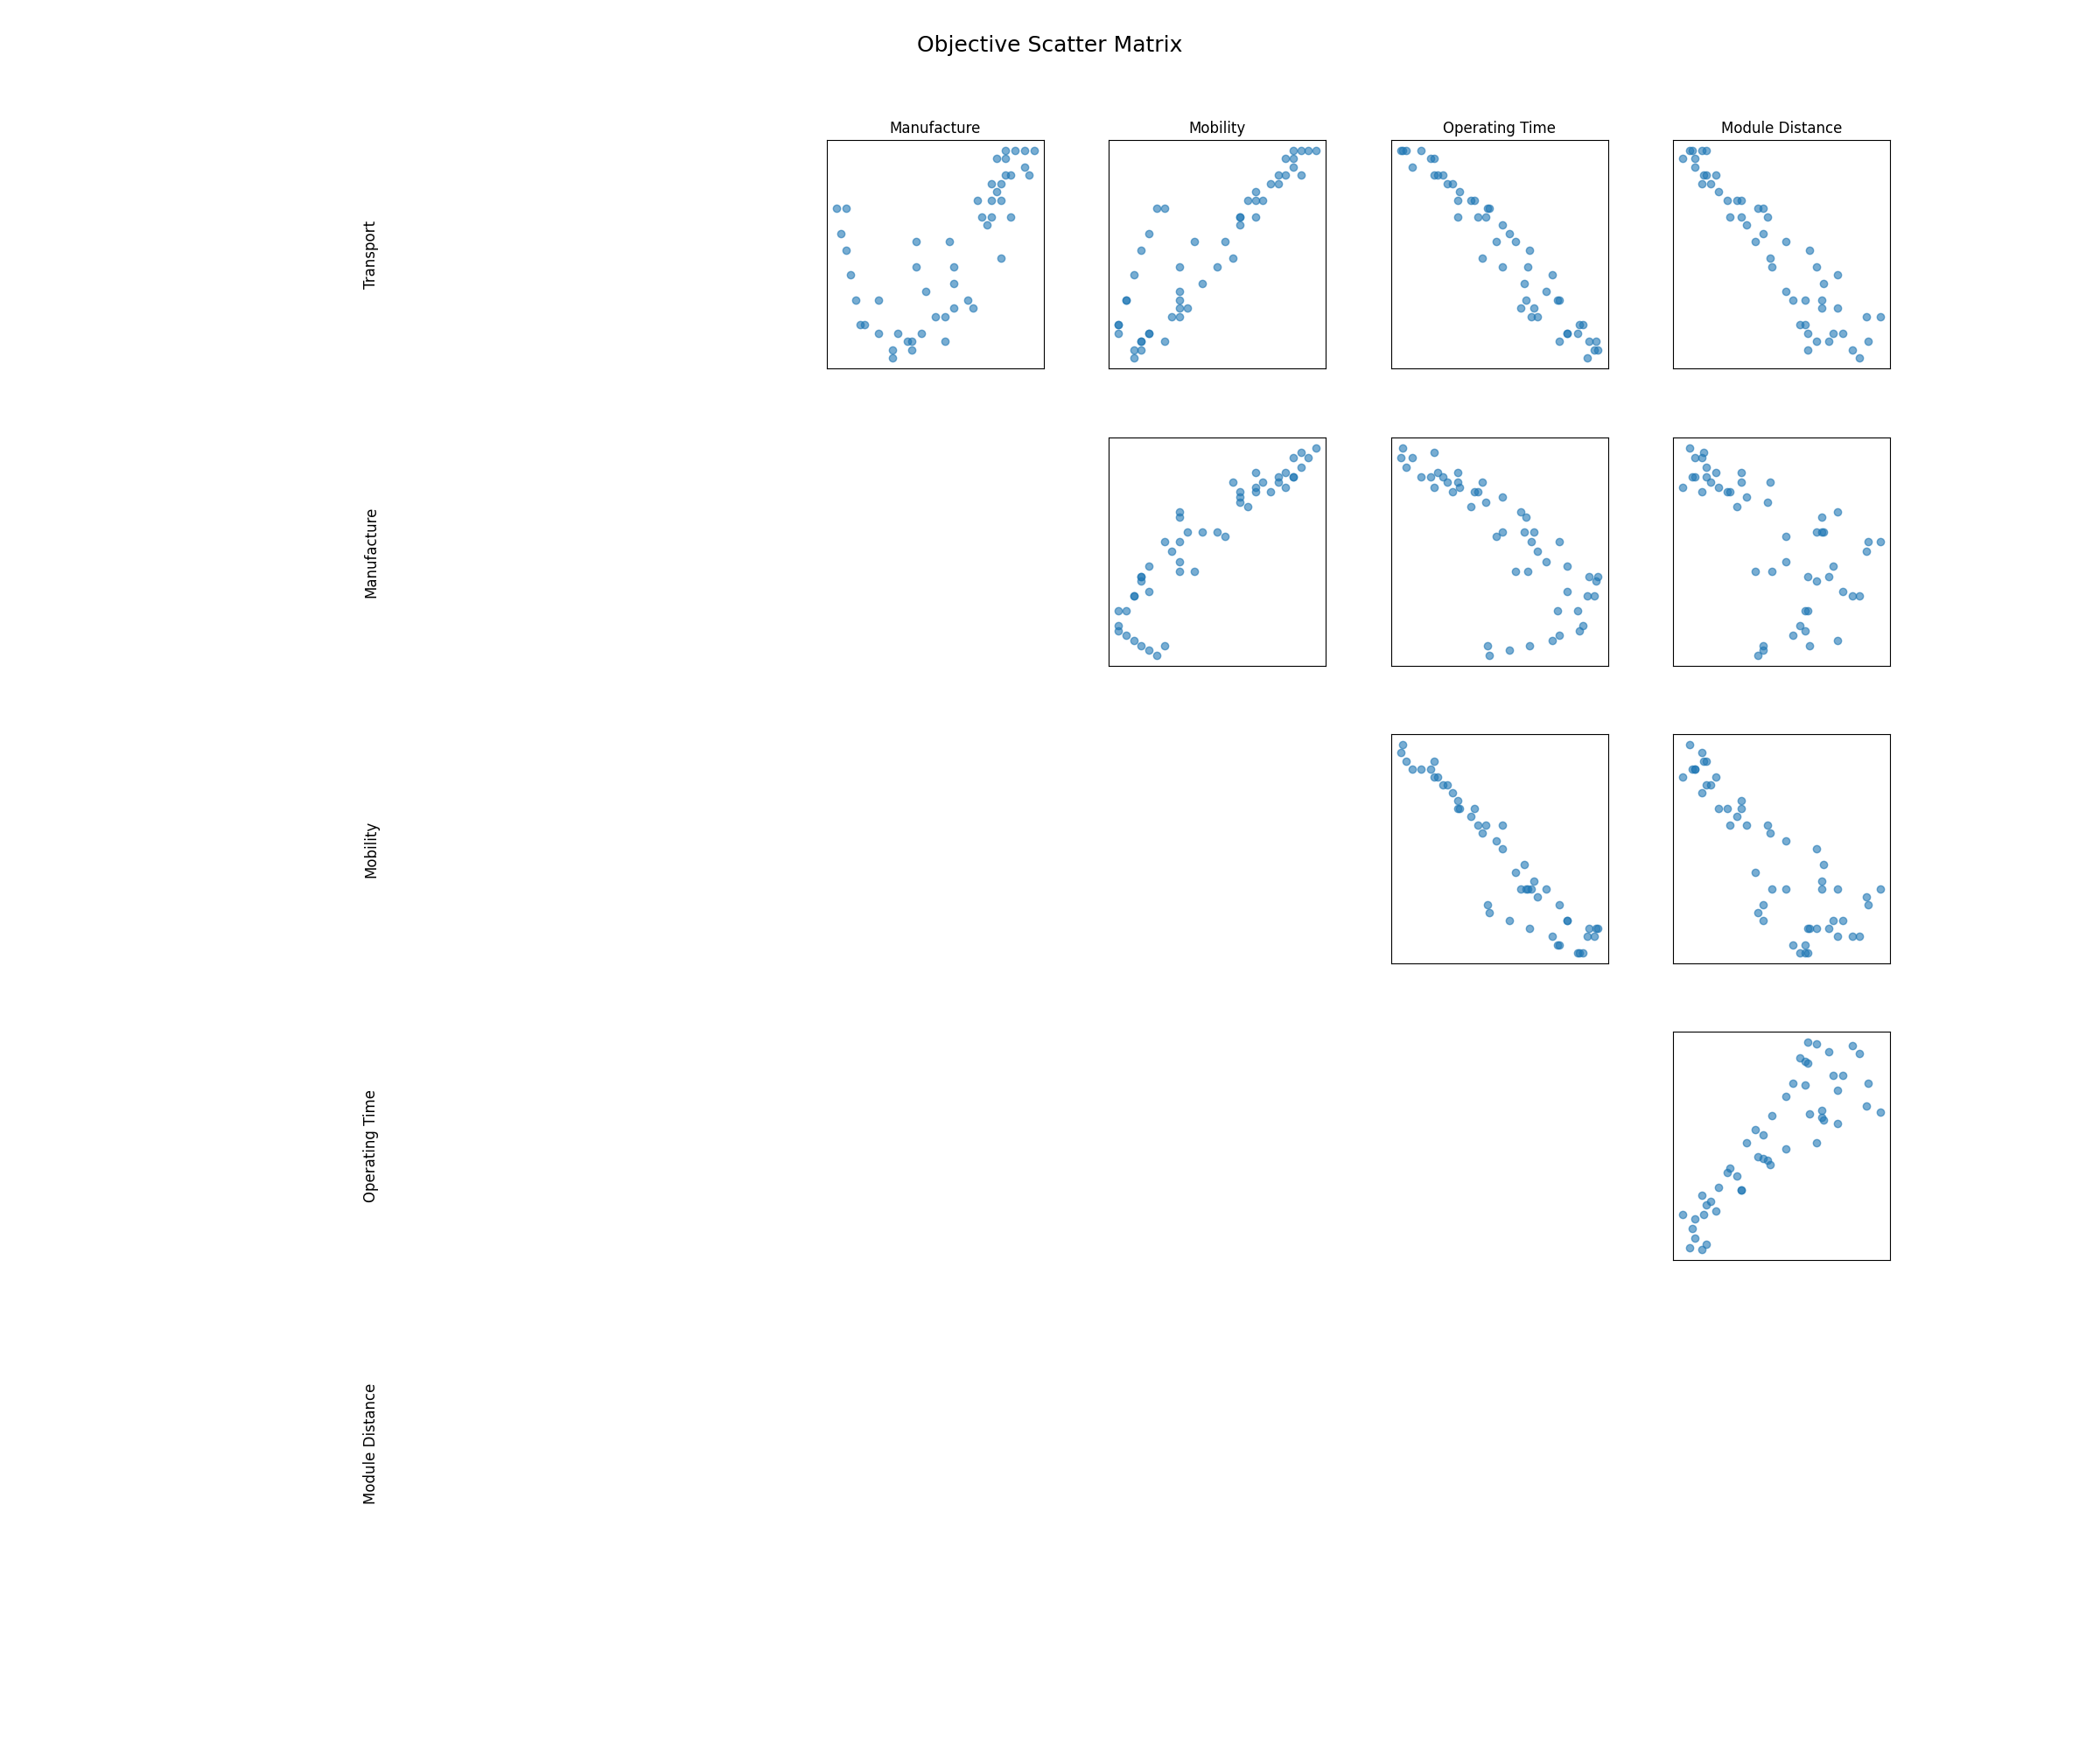 Objective Scatter Matrix
Manufacture
Mobility
Operating Time
Module Distance
Transport
Manufacture
Mobility
Operating Time
Module Distance